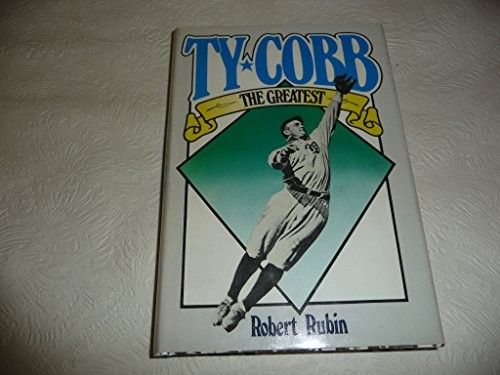 TY★COBB
THE GREATEST
Robert Rubin